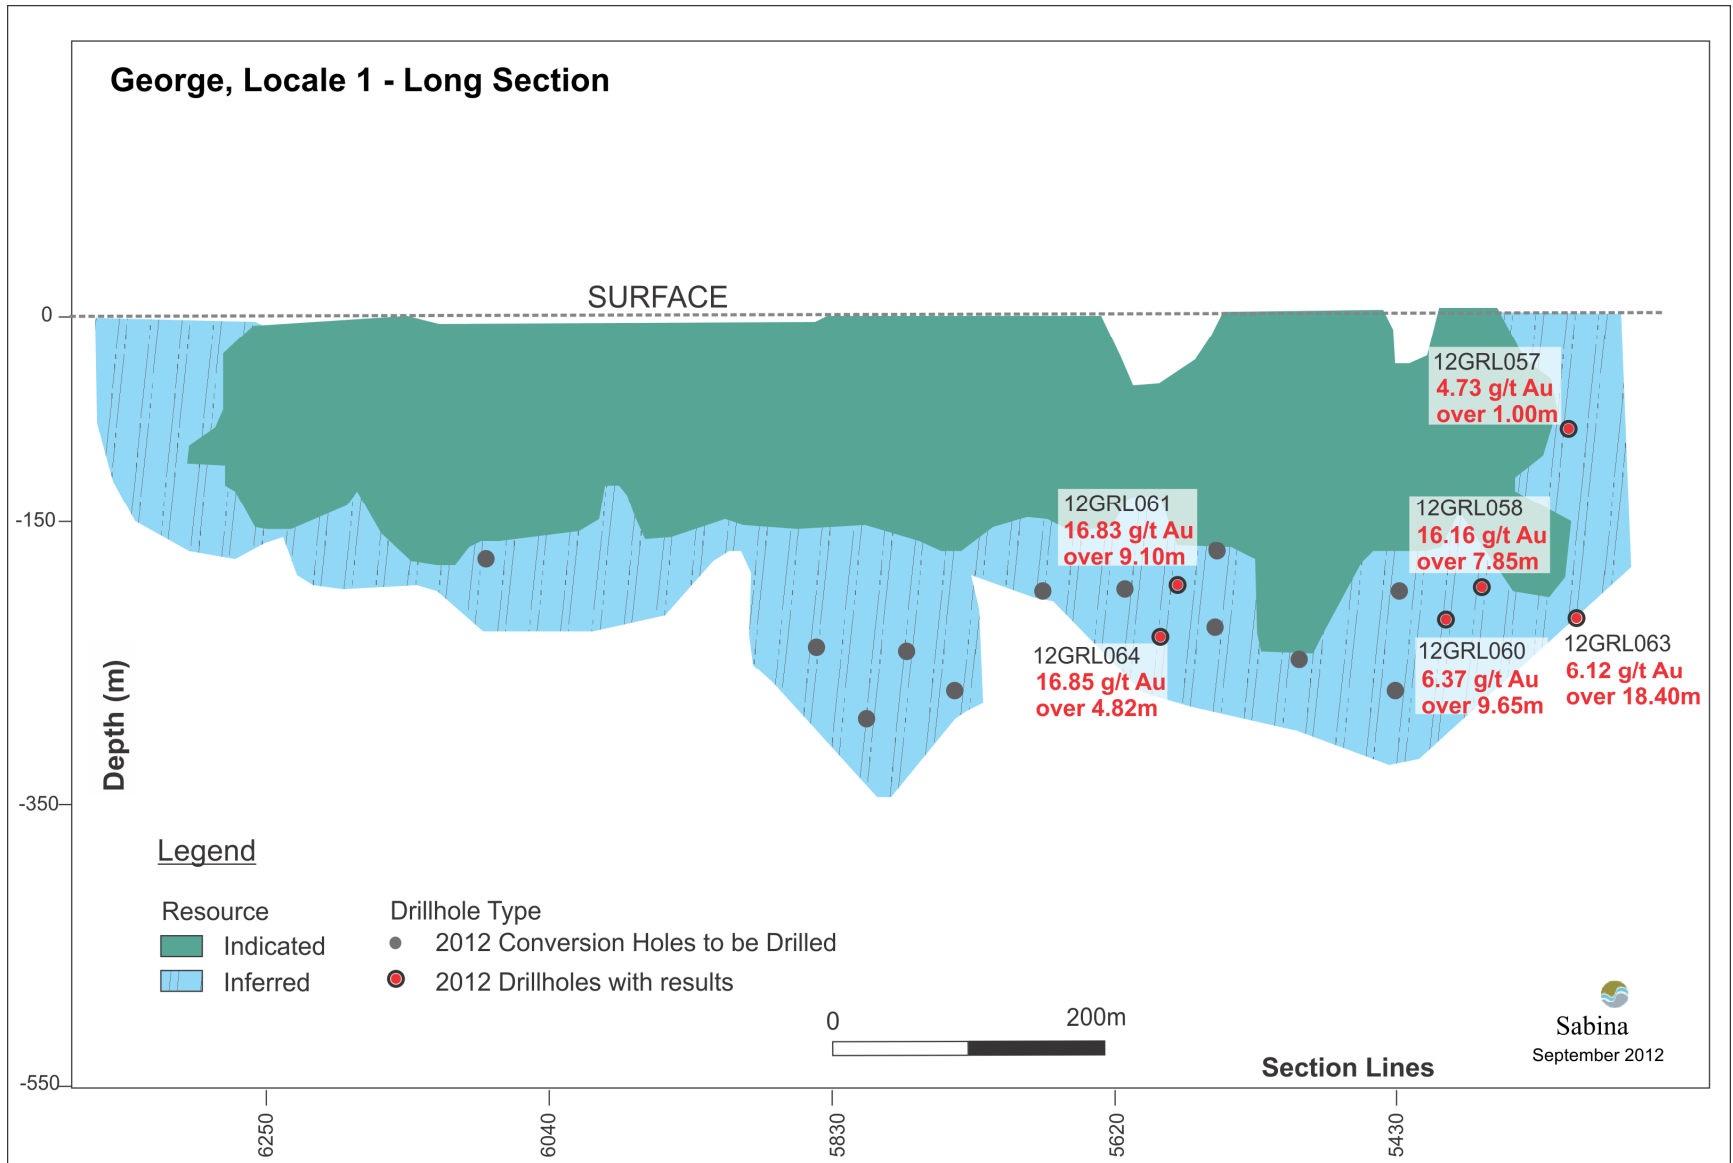 George, Locale 1 - Long Section
SURFACE
0
-150
-350
-550
Depth (m)
12GRL057
4.73 g/t Au
over 1.00m
12GRL061
16.83 g/t Au
over 9.10m
12GRL058
16.16 g/t Au
over 7.85m
12GRL064
16.85 g/t Au
over 4.82m
12GRL060
6.37 g/t Au
over 9.65m
12GRL063
6.12 g/t Au
over 18.40m
Legend
Resource
Indicated
Inferred
Drillhole Type
2012 Conversion Holes to be Drilled
2012 Drillholes with results
0 200m
Sabina
September 2012
Section Lines
6250 6040 5830 5620 5430